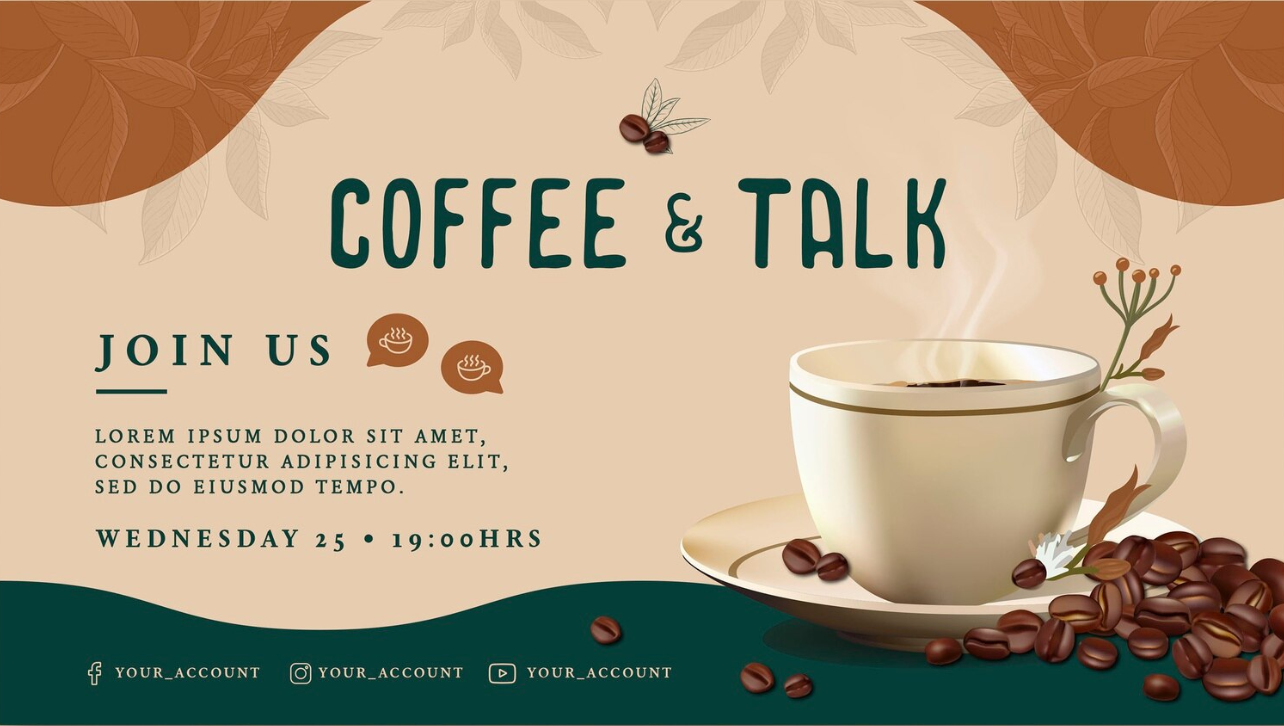 COFFEE & TALK
JOIN US
LOREM IPSUM DOLOR SIT AMET,
CONSECTETUR ADIPISICING ELIT,
SED DO EIUSMOD TEMPO.
WEDNESDAY 25 • 19:00HRS
YOUR_ACCOUNT YOUR_ACCOUNT YOUR_ACCOUNT